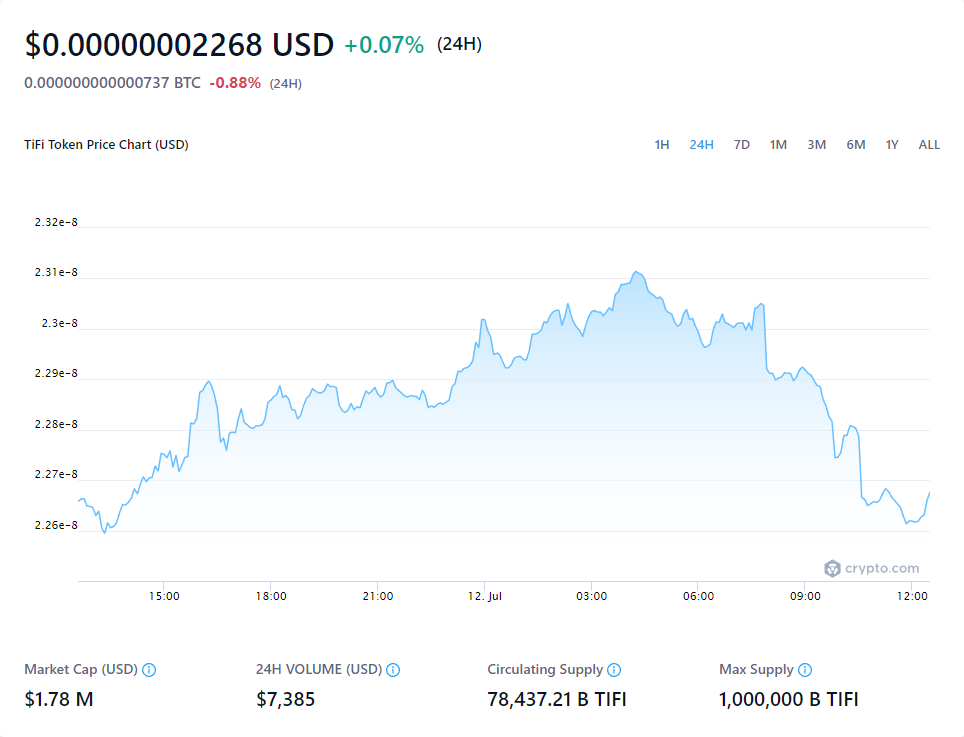 $0.00000002268 USD +0.07% (24H)
0.000000000000737 BTC -0.88% (24H)
TiFi Token Price Chart (USD) 1H 24H 7D 1M 3M 6M 1Y ALL
2.32e-8
2.31e-8
2.3e-8
2.29e-8
2.28e-8
2.27e-8
2.26e-8
crypto.com
15:00 18:00 21:00 12. Jul 03:00 06:00 09:00 12:00
Market Cap (USD) 24H VOLUME (USD) Circulating Supply Max Supply
$1.78 M $7,385 78,437.21 B TIFI 1,000,000 B TIFI